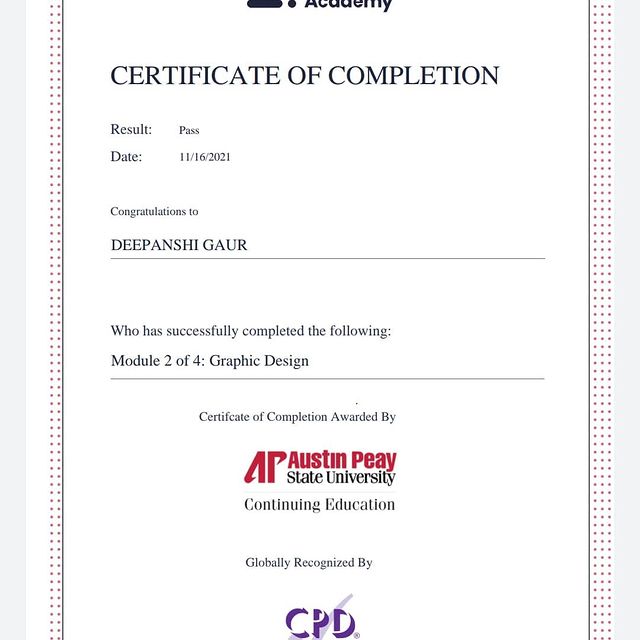 Academy
CERTIFICATE OF COMPLETION
Result: Pass
Date: 11/16/2021
Congratulations to
DEEPANSHI GAUR
Who has successfully completed the following:
Module 2 of 4: Graphic Design
.
Certifcate of Completion Awarded By
AP Austin Peay
State University
Continuing Education
Globally Recognized By
CPD®